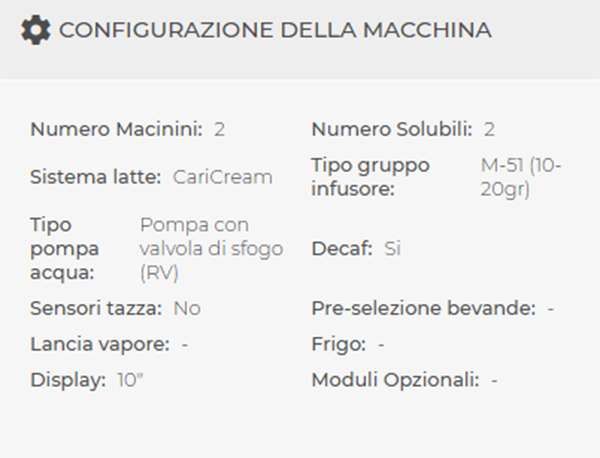 CONFIGURAZIONE DELLA MACCHINA
Numero Macinini: 2
Numero Solubili: 2
Sistema latte: CariCream
Tipo gruppo
infusore:
M-51 (10-
20gr)
Tipo
pompa
acqua:
Pompa con
valvola di sfogo
(RV)
Decaf: Si
Sensori tazza: No
Pre-selezione bevande: -
Lancia vapore: -
Frigo: -
Display: 10"
Moduli Opzionali: -